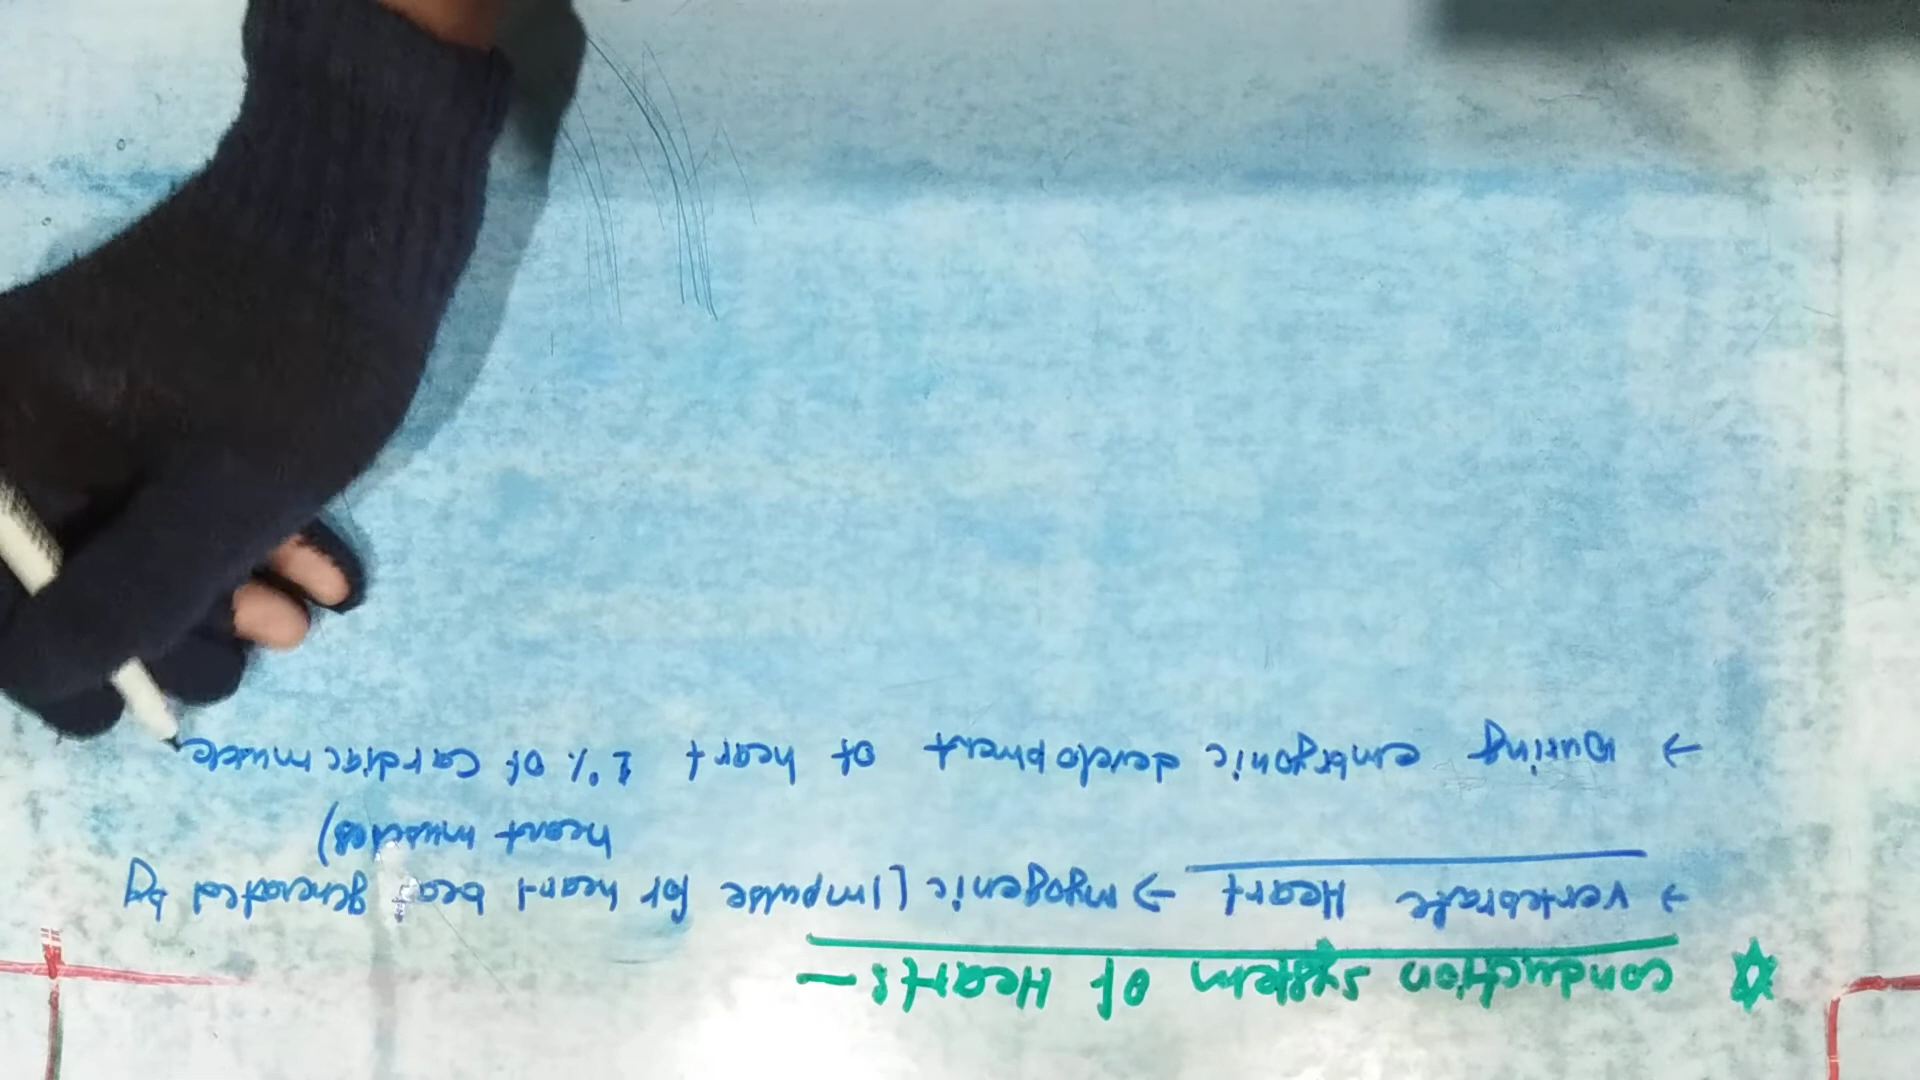 conduction system of Heart:-
→ vertebrate Heart → myogenic [Impulse for heart beat generated by
heart muscles)
→ During embryonic development of heart 1% of cardiac muscle